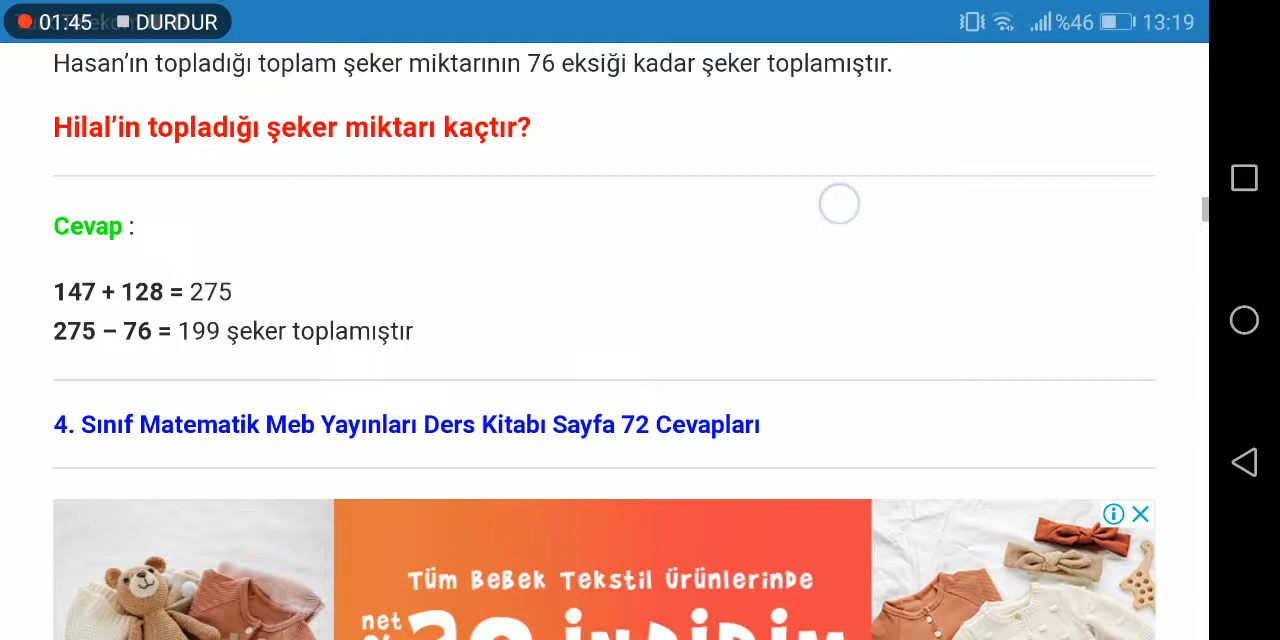 01:45 DURDUR
%46 13:19
Hasan’ın topladığı toplam şeker miktarının 76 eksiği kadar şeker toplamıştır.
Hilal’in topladığı şeker miktarı kaçtır?
Cevap :
147 + 128 = 275
275 – 76 = 199 şeker toplamıştır
4. Sınıf Matematik Meb Yayınları Ders Kitabı Sayfa 72 Cevapları
Tüm BeBek Tekstil ürünlerinde
net
İNDİRİM